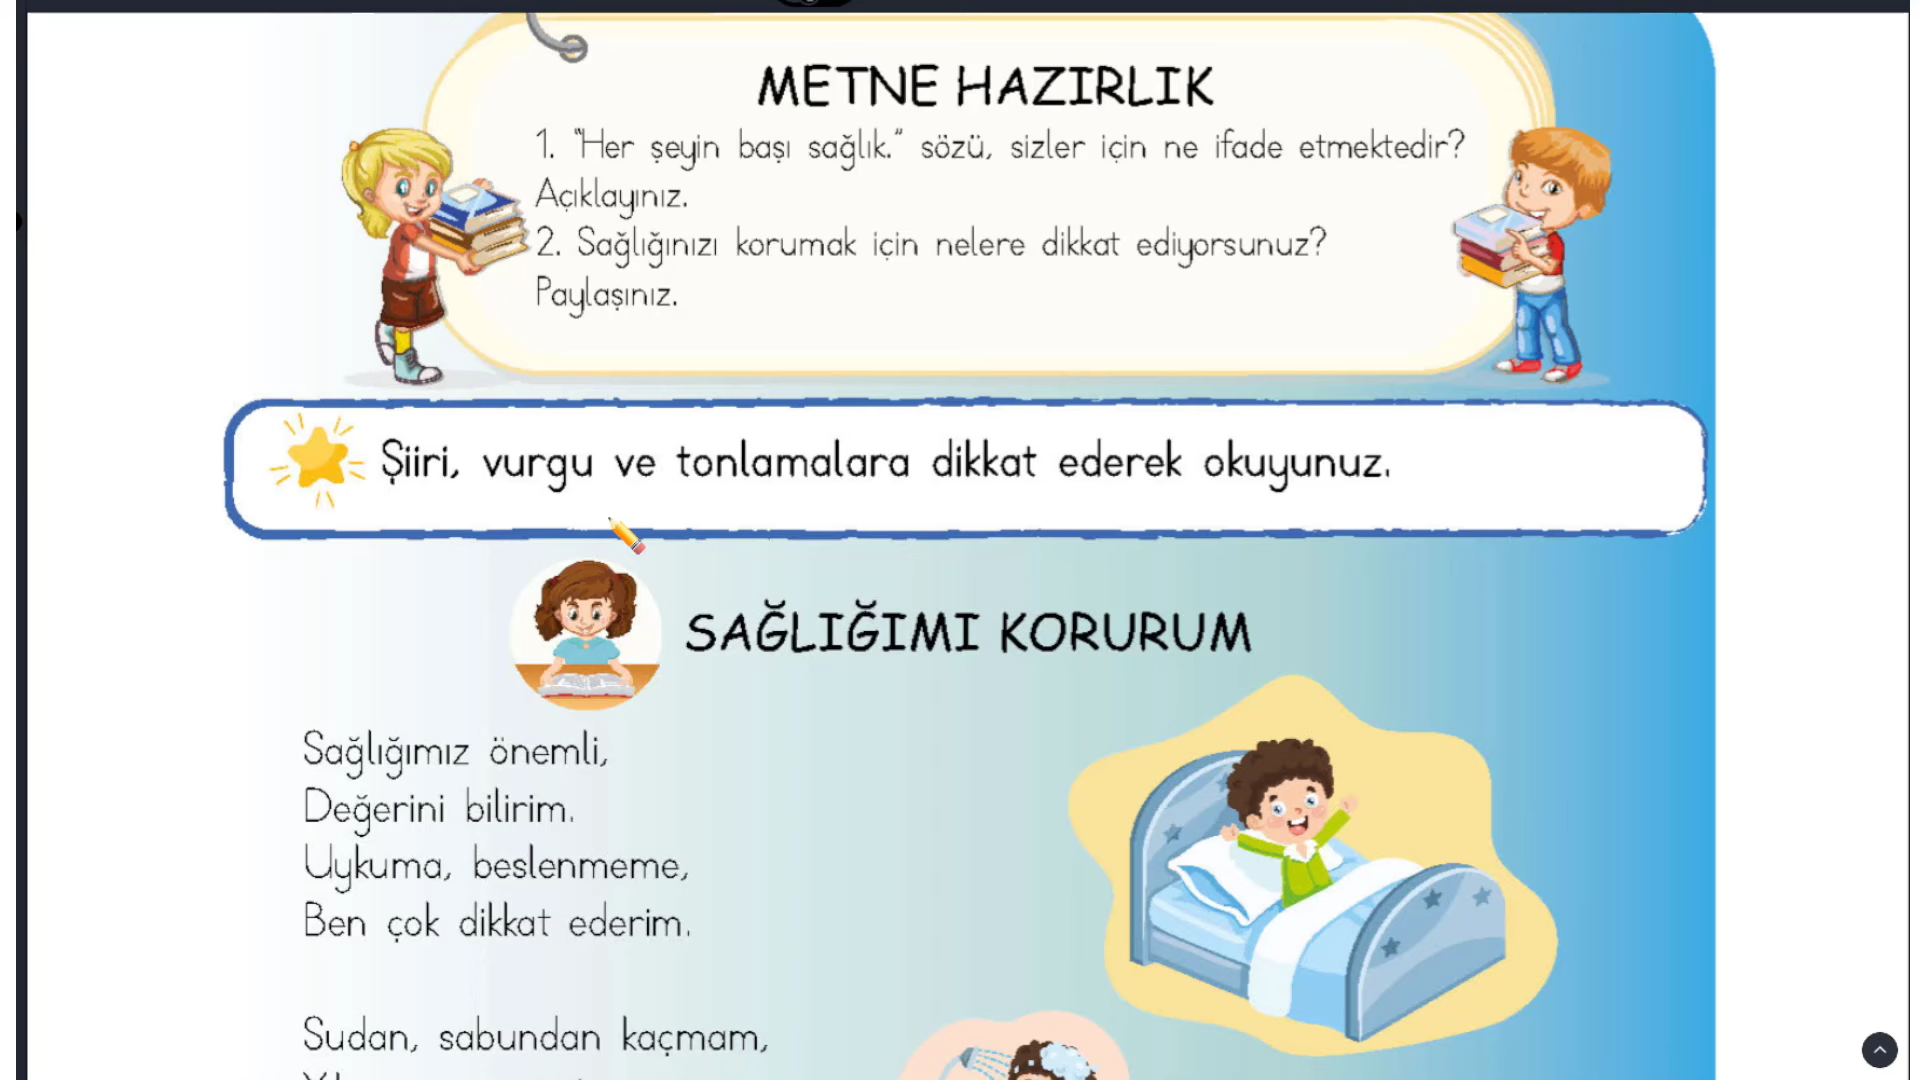 METNE HAZIRLIK
1. "Her şeyin başı sağlık." sözü, sizler için ne ifade etmektedir?
Açıklayınız.
2. Sağlığınızı korumak için nelere dikkat ediyorsunuz?
Paylaşınız.
Şiiri, vurgu ve tonlamalara dikkat ederek okuyunuz.
SAĞLIĞIMI KORURUM
Sağlığımız önemli,
Değerini bilirim.
Uykuma, beslenmeme,
Ben çok dikkat ederim.
Sudan, sabundan kaçmam,